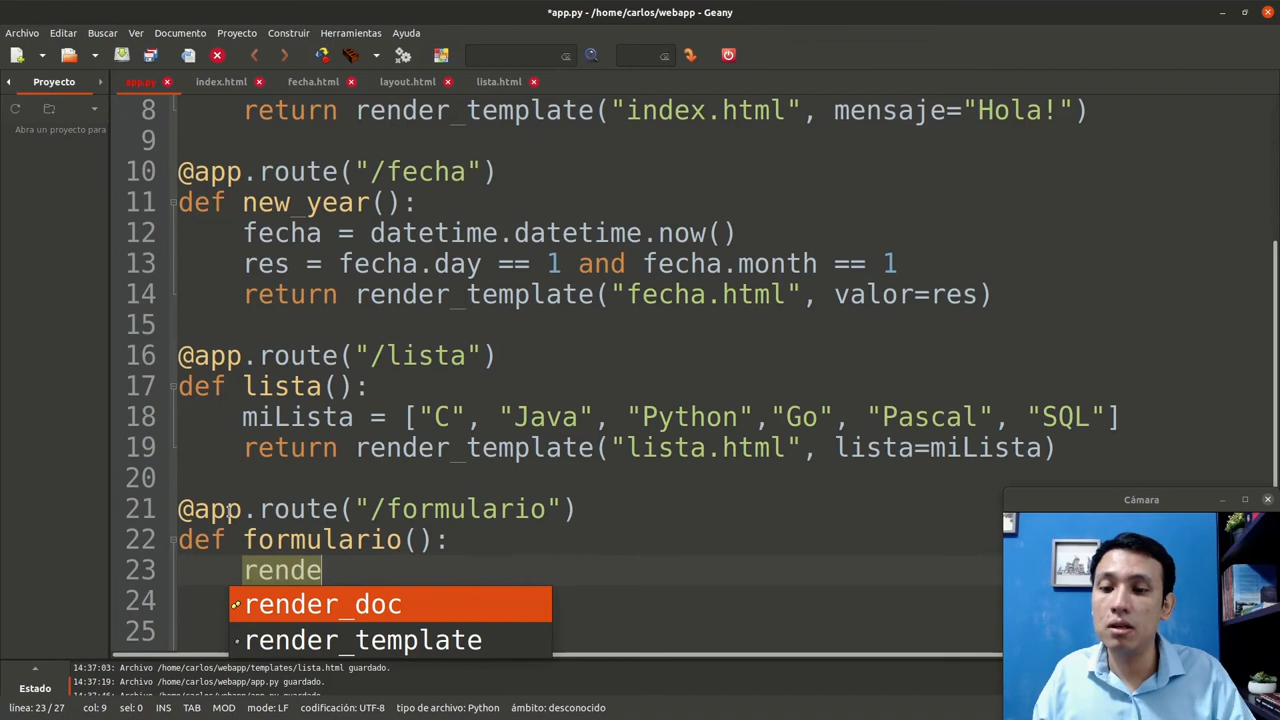 *app.py - /home/carlos/webapp - Geany
Archivo Editar Buscar Ver Documento Proyecto Construir Herramientas Ayuda
Proyecto app.py index.html fecha.html layout.html lista.html
Abra un proyecto para
8 return render_template("index.html", mensaje="Hola!")
9
10 @app.route("/fecha")
11 def new_year():
12 fecha = datetime.datetime.now()
13 res = fecha.day == 1 and fecha.month == 1
14 return render_template("fecha.html", valor=res)
15
16 @app.route("/lista")
17 def lista():
18 miLista = ["C", "Java", "Python","Go", "Pascal", "SQL"]
19 return render_template("lista.html", lista=miLista)
20
21 @app.route("/formulario")
22 def formulario():
23 rende
24 render_doc
25 render_template
Cámara
Estado
14:37:03: Archivo /home/carlos/webapp/templates/lista.html guardado.
14:37:19: Archivo /home/carlos/webapp/app.py guardado.
línea: 23 / 27 col: 9 sel: 0 INS TAB MOD mode: LF codificación: UTF-8 tipo de archivo: Python ámbito: desconocido